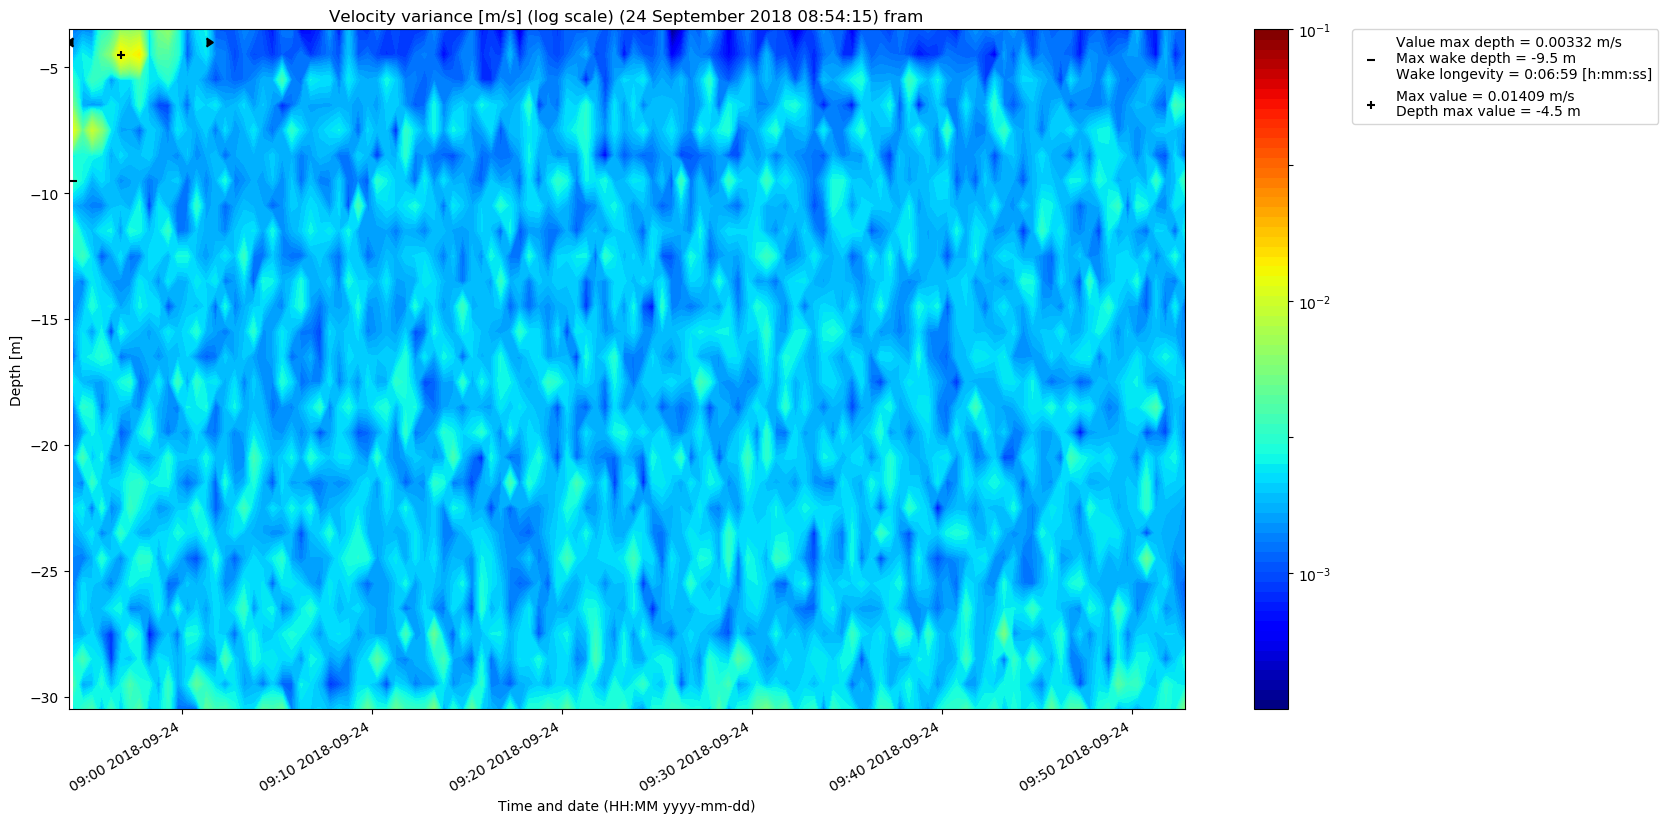 Velocity variance [m/s] (log scale) (24 September 2018 08:54:15) fram
Value max depth = 0.00332 m/s
Max wake depth = -9.5 m
Wake longevity = 0:06:59 [h:mm:ss]
Max value = 0.01409 m/s
Depth max value = -4.5 m
Depth [m]
−5
−10
−15
−20
−25
−30
10−1
10−2
10−3
09:00 2018-09-24
09:10 2018-09-24
09:20 2018-09-24
09:30 2018-09-24
09:40 2018-09-24
09:50 2018-09-24
Time and date (HH:MM yyyy-mm-dd)